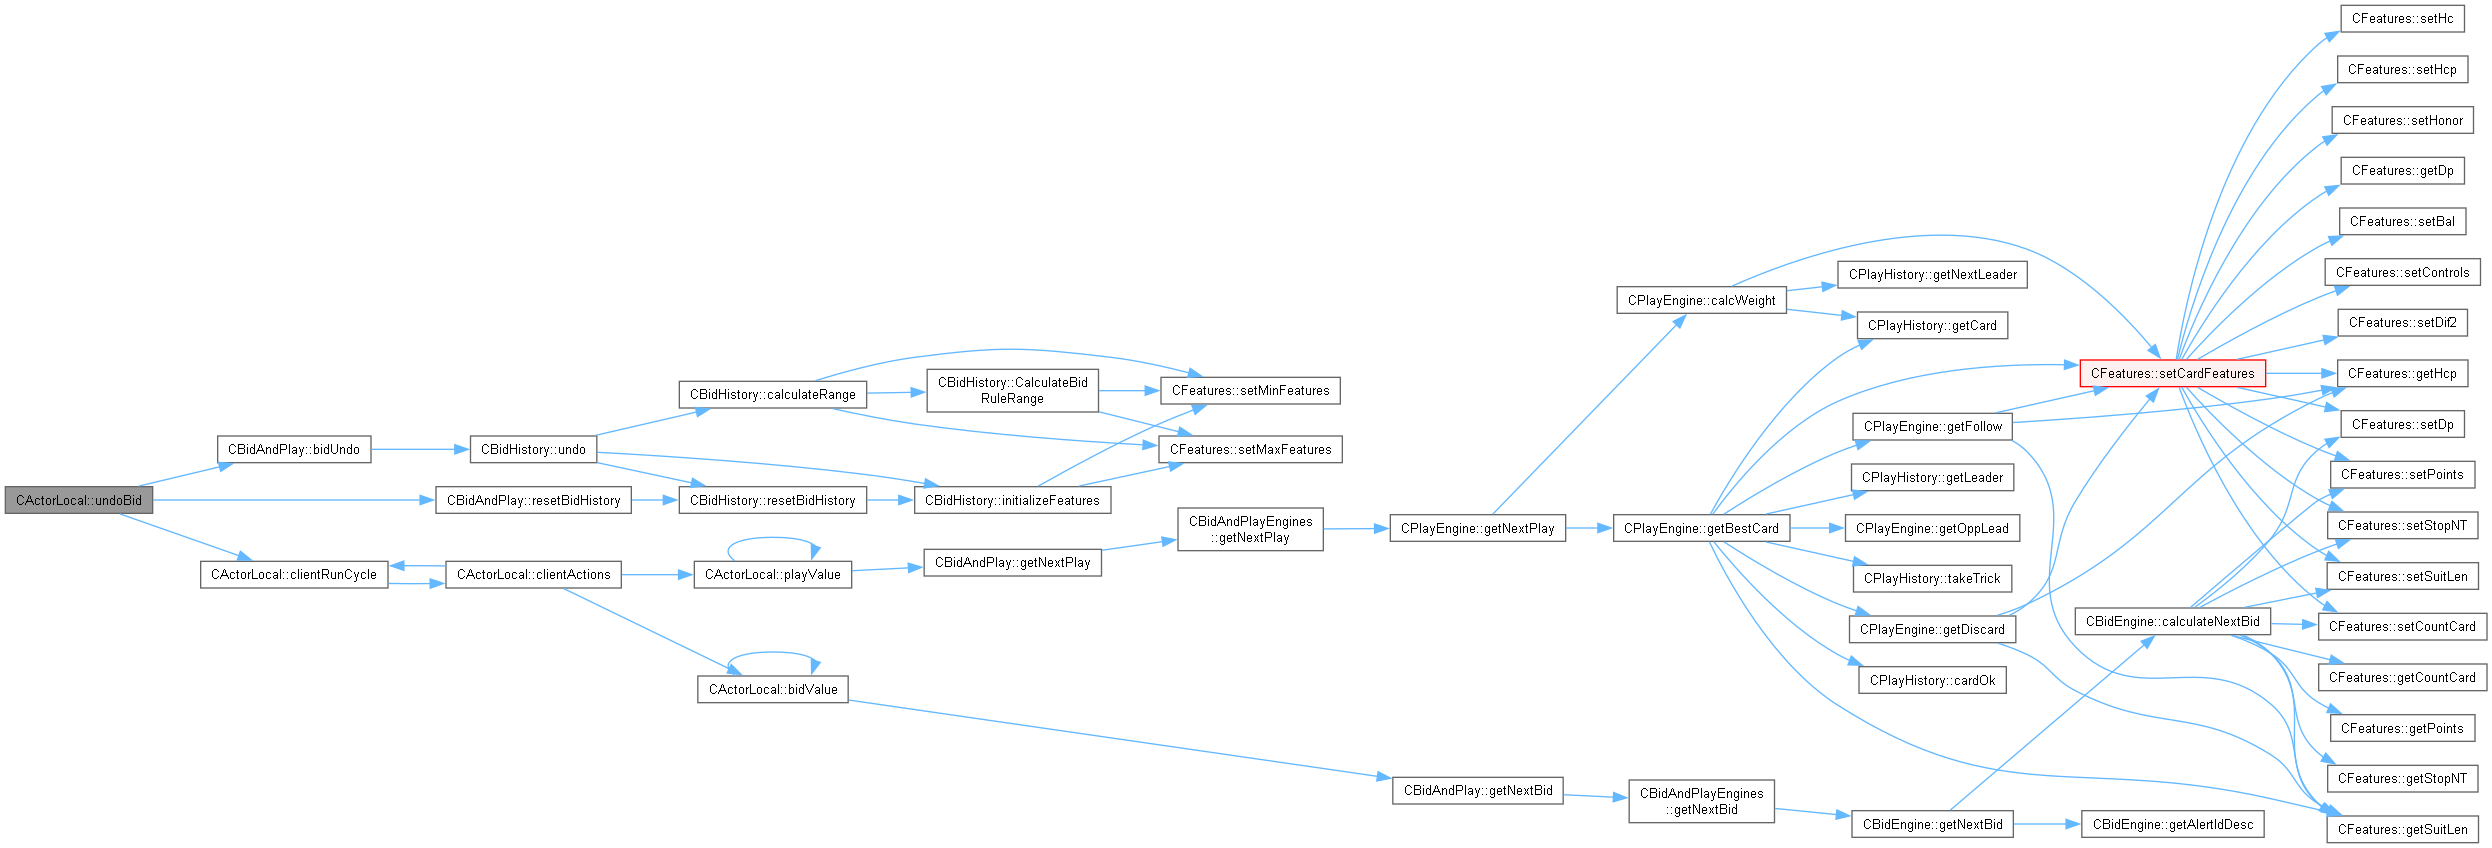 CActorLocal::undoBid
CBidAndPlay::bidUndo
CBidAndPlay::resetBidHistory
CActorLocal::clientRunCycle
CBidHistory::undo
CActorLocal::clientActions
CBidHistory::calculateRange
CBidHistory::resetBidHistory
CActorLocal::playValue
CActorLocal::bidValue
CBidHistory::CalculateBid
RuleRange
CBidHistory::initializeFeatures
CBidAndPlay::getNextPlay
CFeatures::setMinFeatures
CFeatures::setMaxFeatures
CBidAndPlayEngines
::getNextPlay
CPlayEngine::getNextPlay
CBidAndPlay::getNextBid
CPlayEngine::calcWeight
CPlayEngine::getBestCard
CBidAndPlayEngines
::getNextBid
CPlayHistory::getNextLeader
CPlayHistory::getCard
CPlayEngine::getFollow
CPlayHistory::getLeader
CPlayEngine::getOppLead
CPlayHistory::takeTrick
CPlayEngine::getDiscard
CPlayHistory::cardOk
CBidEngine::getNextBid
CFeatures::setCardFeatures
CBidEngine::calculateNextBid
CBidEngine::getAlertIdDesc
CFeatures::setHc
CFeatures::setHcp
CFeatures::setHonor
CFeatures::getDp
CFeatures::setBal
CFeatures::setControls
CFeatures::setDif2
CFeatures::getHcp
CFeatures::setDp
CFeatures::setPoints
CFeatures::setStopNT
CFeatures::setSuitLen
CFeatures::setCountCard
CFeatures::getCountCard
CFeatures::getPoints
CFeatures::getStopNT
CFeatures::getSuitLen